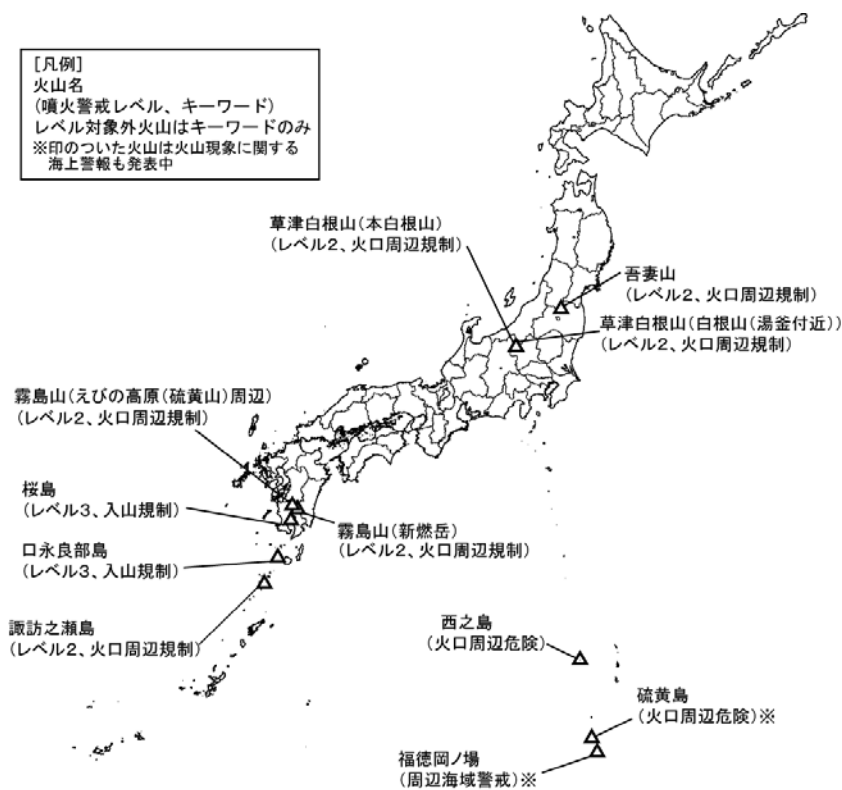 [凡例]
火山名
(噴火警戒レベル、キーワード)
レベル対象外火山はキーワードのみ
※印のついた火山は火山現象に関する
海上警報も発表中
草津白根山(本白根山)
(レベル2、火口周辺規制)
吾妻山
(レベル2、火口周辺規制)
草津白根山(白根山(湯釜付近))
(レベル2、火口周辺規制)
霧島山(えびの高原(硫黄山)周辺)
(レベル2、火口周辺規制)
桜島
(レベル3、入山規制)
霧島山(新燃岳)
(レベル2、火口周辺規制)
口永良部島
(レベル3、入山規制)
諏訪之瀬島
(レベル2、火口周辺規制)
西之島
(火口周辺危険)
硫黄島
(火口周辺危険)※
福徳岡ノ場
(周辺海域警戒)※